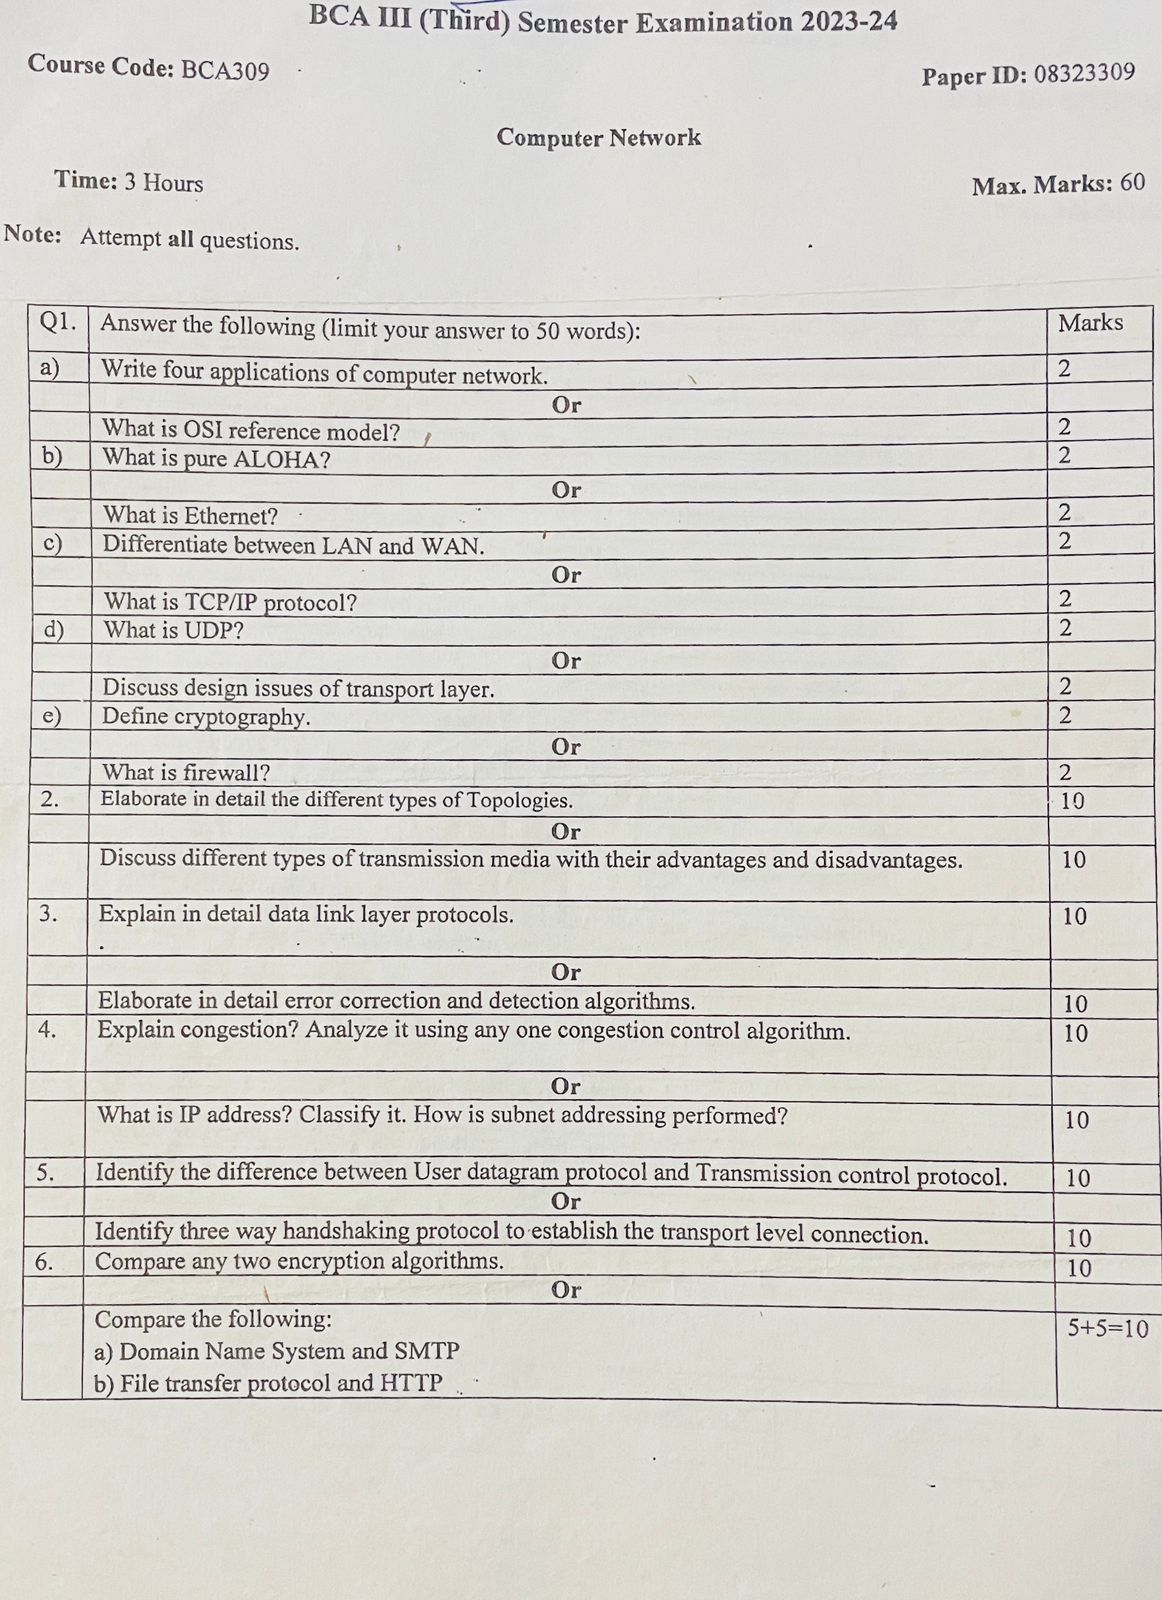 BCA III (Third) Semester Examination 2023-24
Course Code: BCA309
Paper ID: 08323309
Computer Network
Time: 3 Hours
Max. Marks: 60
Note: Attempt all questions.
Q1. Answer the following (limit your answer to 50 words): Marks
a) Write four applications of computer network. 2
Or
What is OSI reference model? 2
b) What is pure ALOHA? 2
Or
What is Ethernet? 2
c) Differentiate between LAN and WAN. 2
Or
What is TCP/IP protocol? 2
d) What is UDP? 2
Or
Discuss design issues of transport layer. 2
e) Define cryptography. 2
Or
What is firewall? 2
2. Elaborate in detail the different types of Topologies. 10
Or
Discuss different types of transmission media with their advantages and disadvantages. 10
3. Explain in detail data link layer protocols. 10
Or
Elaborate in detail error correction and detection algorithms. 10
4. Explain congestion? Analyze it using any one congestion control algorithm. 10
Or
What is IP address? Classify it. How is subnet addressing performed? 10
5. Identify the difference between User datagram protocol and Transmission control protocol. 10
Or
Identify three way handshaking protocol to establish the transport level connection. 10
6. Compare any two encryption algorithms. 10
Or
Compare the following: 5+5=10
a) Domain Name System and SMTP
b) File transfer protocol and HTTP